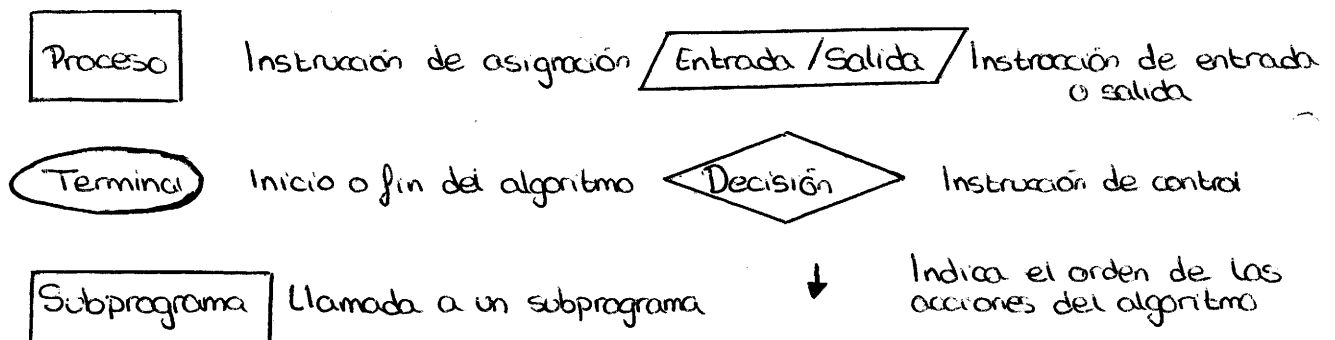 Proceso Instrucción de asignación Entrada / Salida Instrucción de entrada
o salida
Terminal Inicio o fin del algoritmo Decisión Instrucción de control
Subprograma Llamada a un subprograma Indica el orden de las
acciones del algoritmo